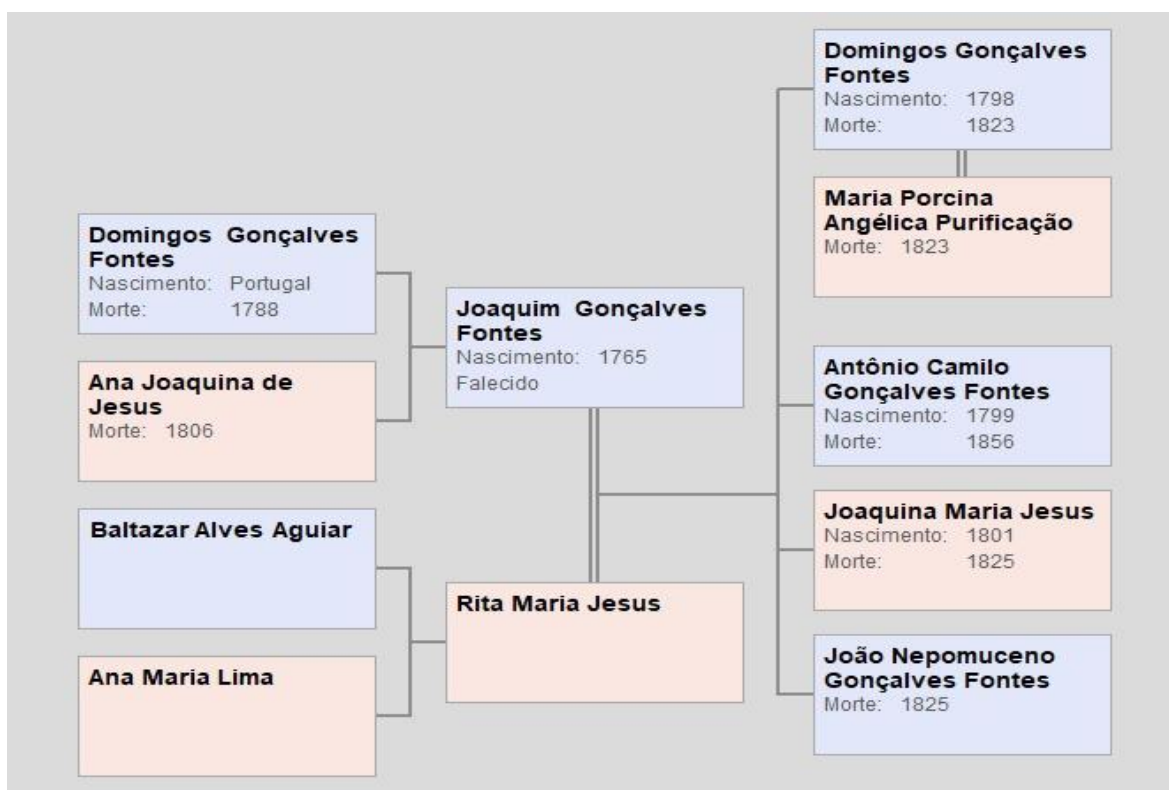 Domingos Gonçalves
Fontes
Nascimento: Portugal
Morte: 1788
Ana Joaquina de
Jesus
Morte: 1806
Baltazar Alves Aguiar
Ana Maria Lima
Joaquim Gonçalves
Fontes
Nascimento: 1765
Falecido
Rita Maria Jesus
Domingos Gonçalves
Fontes
Nascimento: 1798
Morte: 1823
Maria Porcina
Angélica Purificação
Morte: 1823
Antônio Camilo
Gonçalves Fontes
Nascimento: 1799
Morte: 1856
Joaquina Maria Jesus
Nascimento: 1801
Morte: 1825
João Nepomuceno
Gonçalves Fontes
Morte: 1825